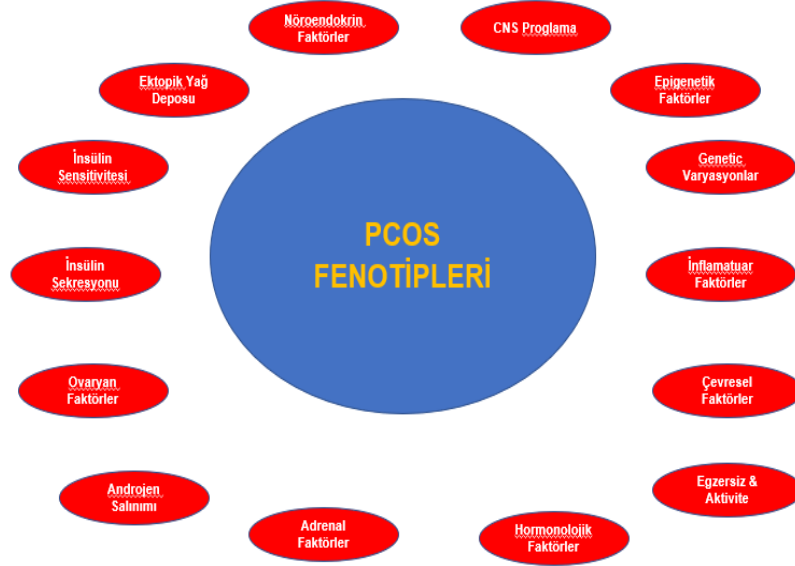 Nöroendokrin
Faktörler
CNS Proglama
Ektopik Yağ
Deposu
Epigenetik
Faktörler
İnsülin
Sensitivitesi
Genetic
Varyasyonlar
PCOS
FENOTİPLERİ
İnsülin
Sekresyonu
İnflamatuar
Faktörler
Ovaryan
Faktörler
Çevresel
Faktörler
Androjen
Salınımı
Egzersiz &
Aktivite
Adrenal
Faktörler
Hormonolojik
Faktörler